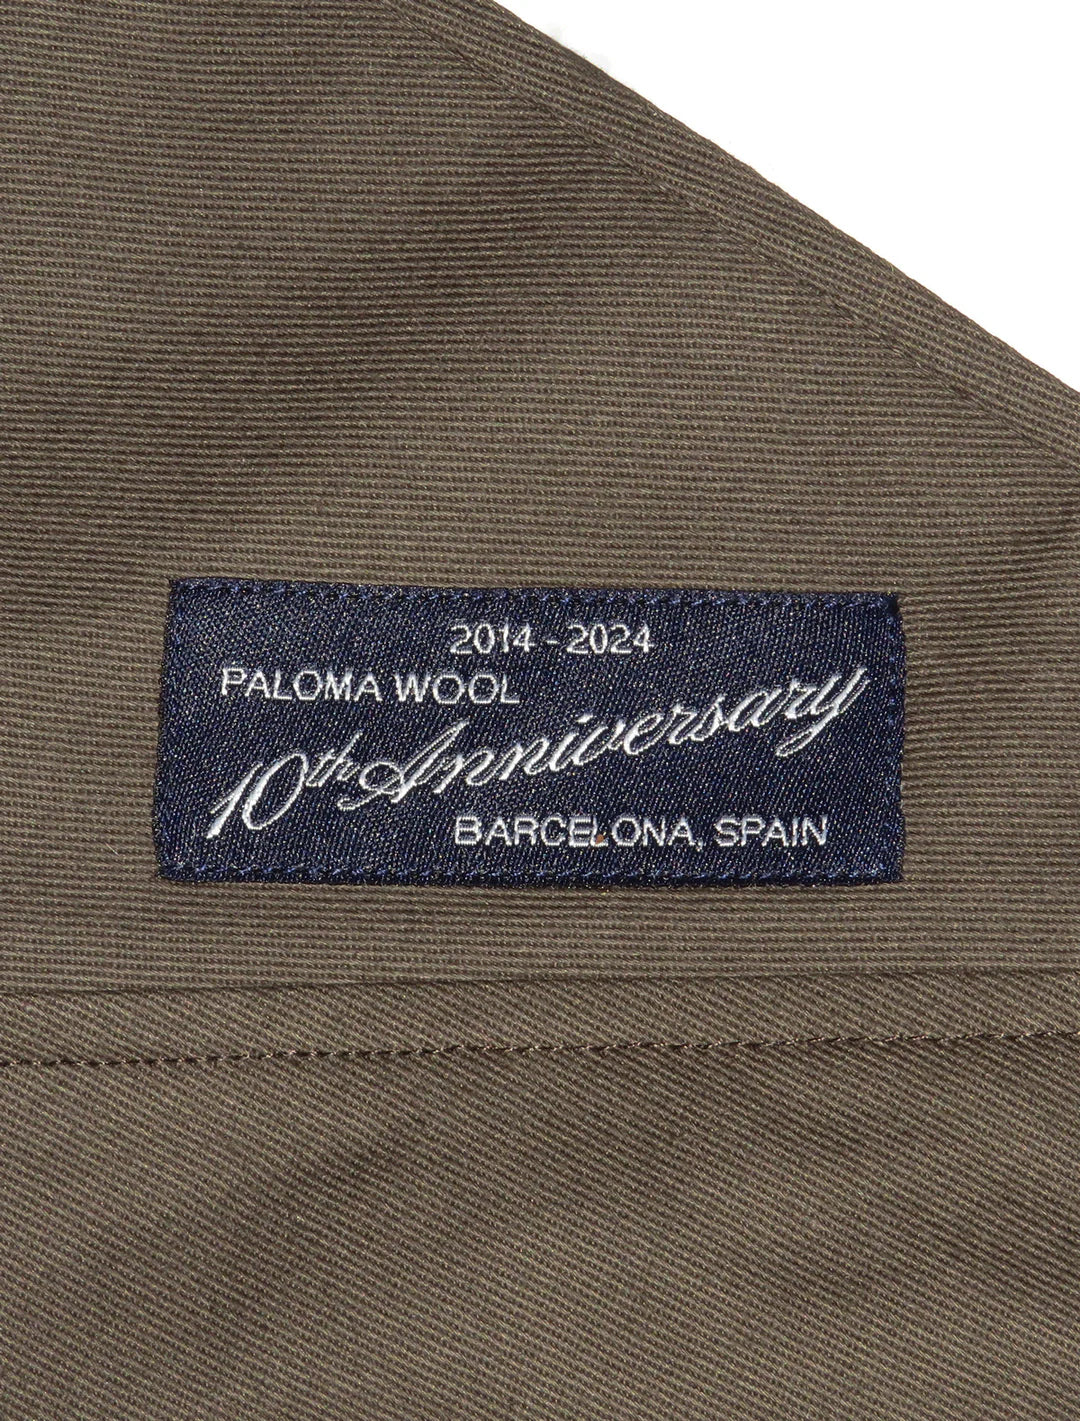 2014 - 2024
PALOMA WOOL
10th Anniversary
BARCELONA, SPAIN